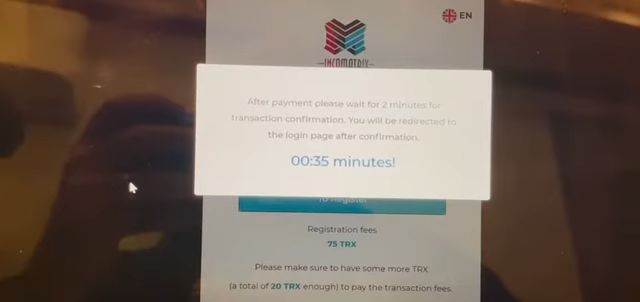 EN
INCOMATRIX
After payment please wait for 2 minutes for
transaction confirmation. You will be redirected to
the login page after confirmation.
00:35 minutes!
To Register
Registration fees
75 TRX
Please make sure to have some more TRX
(a total of 20 TRX enough) to pay the transaction fees.